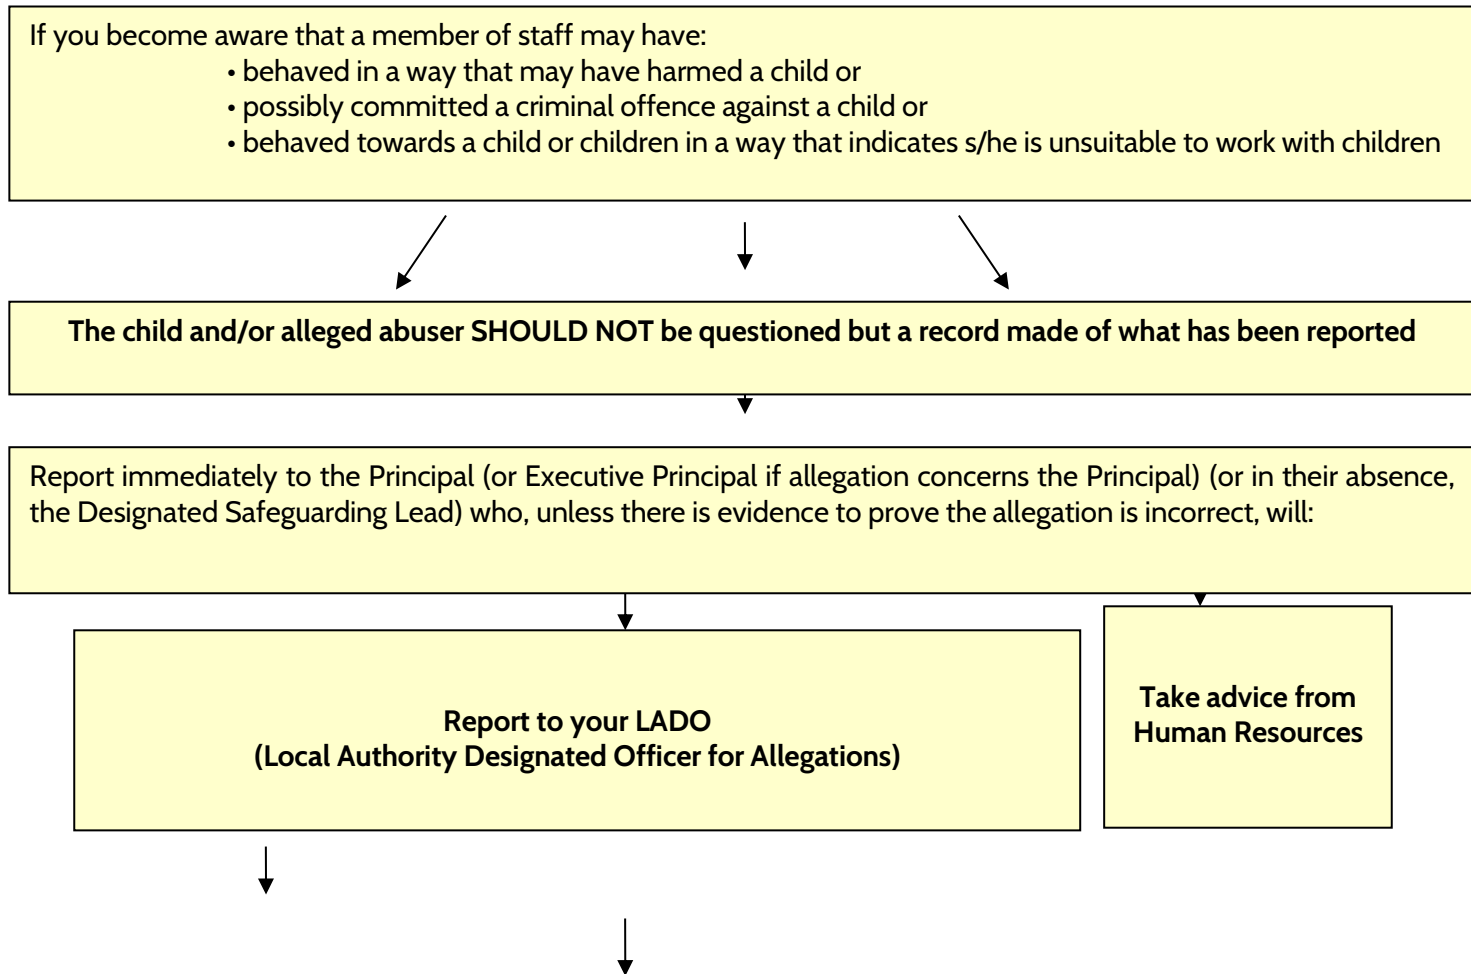 If you become aware that a member of staff may have:
• behaved in a way that may have harmed a child or
• possibly committed a criminal offence against a child or
• behaved towards a child or children in a way that indicates s/he is unsuitable to work with children
The child and/or alleged abuser SHOULD NOT be questioned but a record made of what has been reported
Report immediately to the Principal (or Executive Principal if allegation concerns the Principal) (or in their absence,
the Designated Safeguarding Lead) who, unless there is evidence to prove the allegation is incorrect, will:
Report to your LADO
(Local Authority Designated Officer for Allegations)
Take advice from
Human Resources